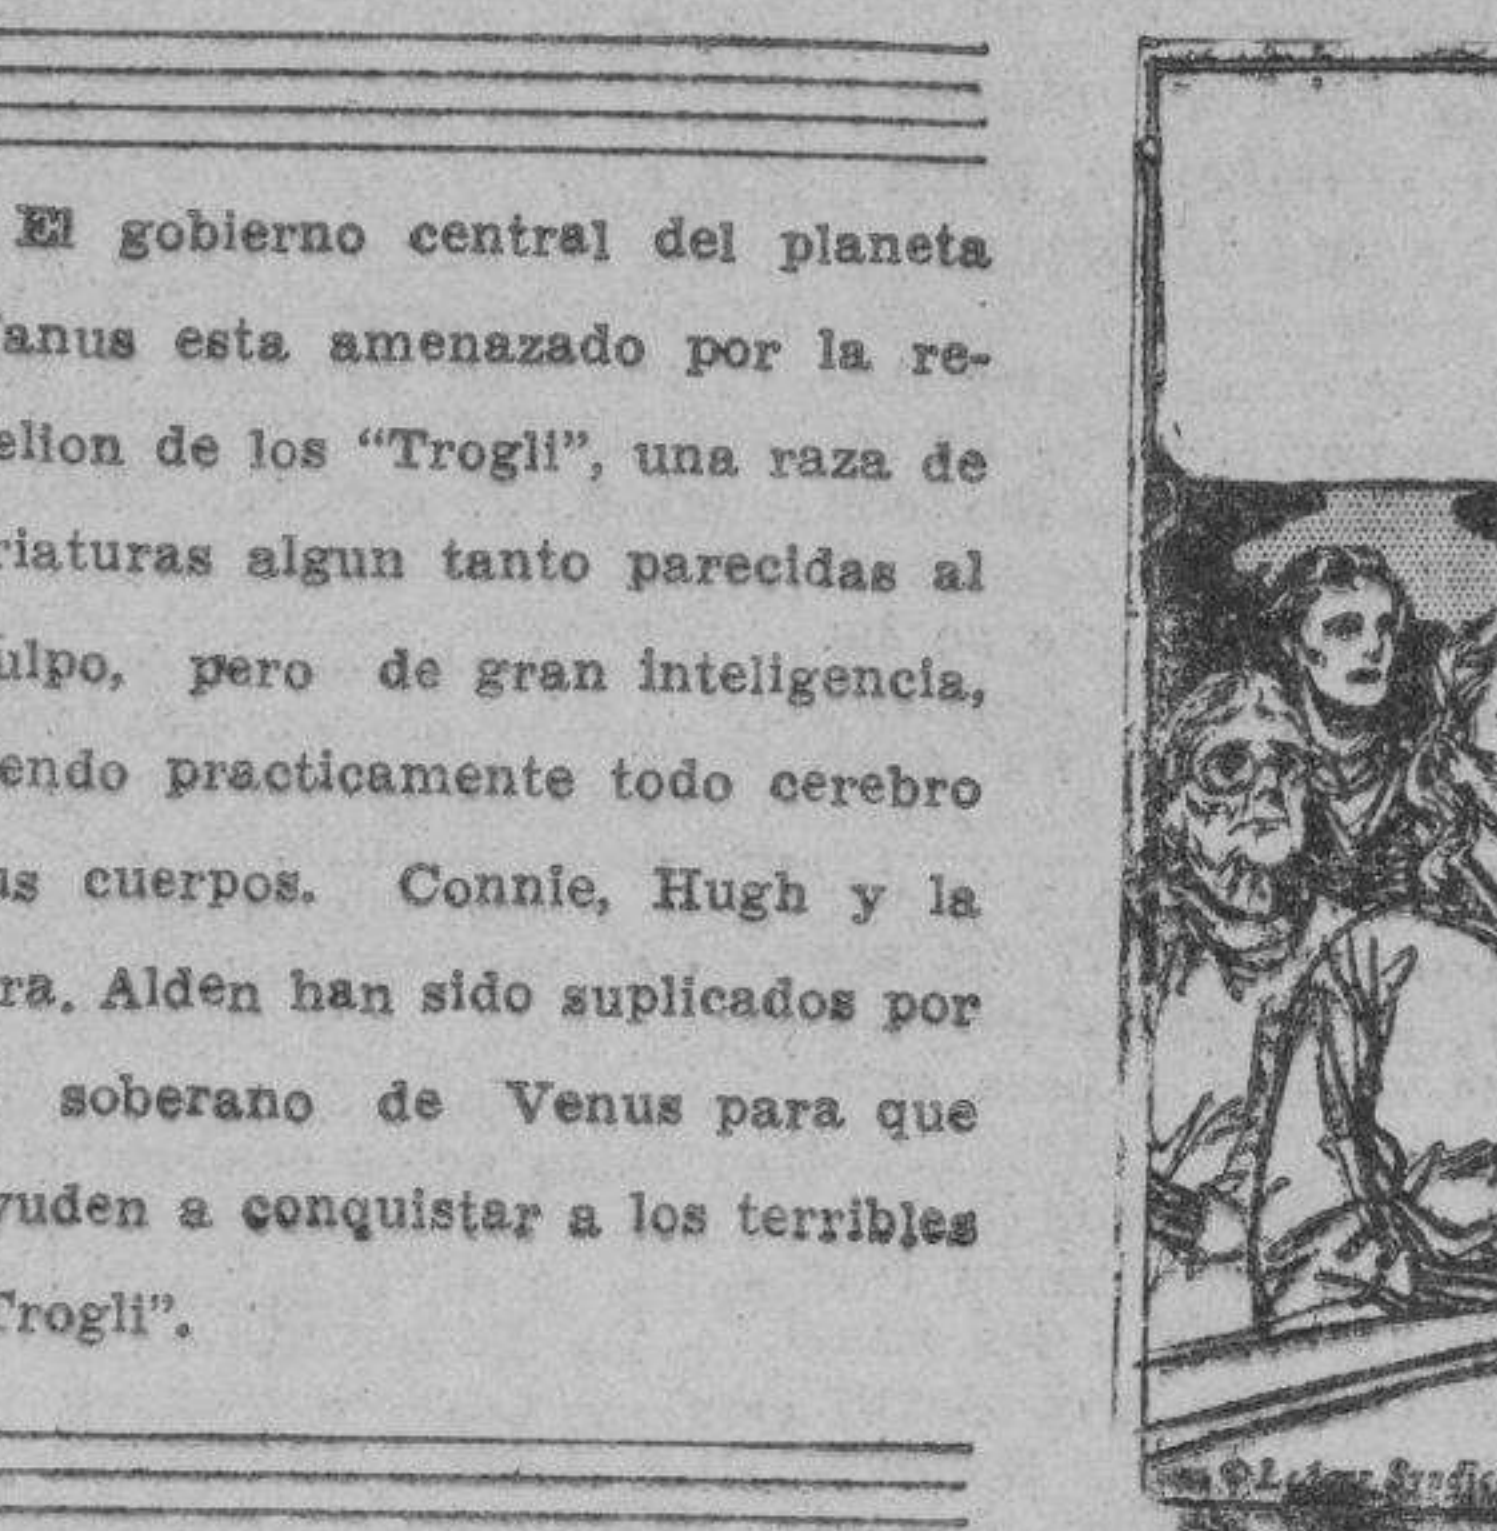 El gobierno central del planeta
anus esta amenazado por la re-
elion de los “Trogli”, una raza de
riaturas algun tanto parecidas al
ulpo, pero de gran inteligencia,
endo practicamente todo cerebro
us cuerpos. Connie, Hugh y la
ra. Alden han sido suplicados por
soberano de Venus para que
yuden a conquistar a los terribles
Trogli”.